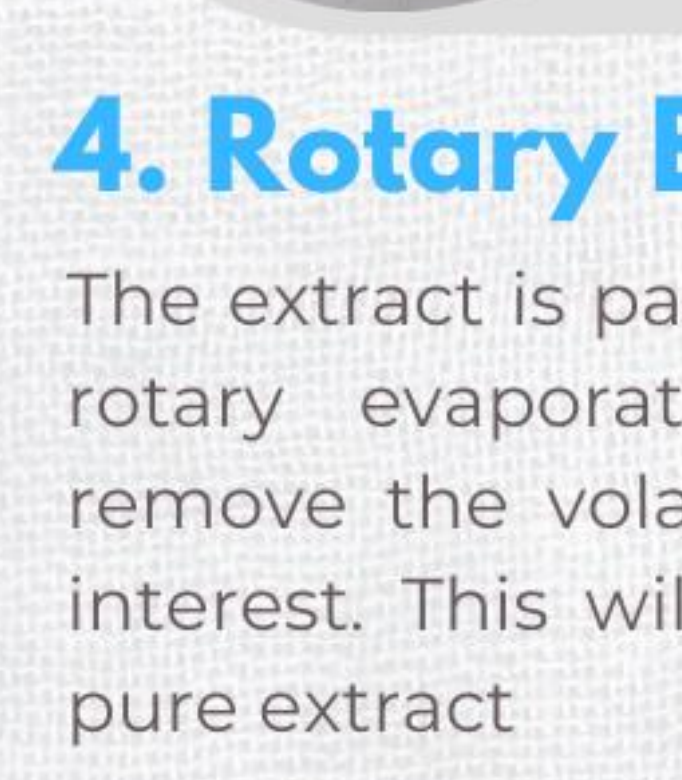 4. Rotary
The extract is
rotary
remove the
interest. This
pure extract